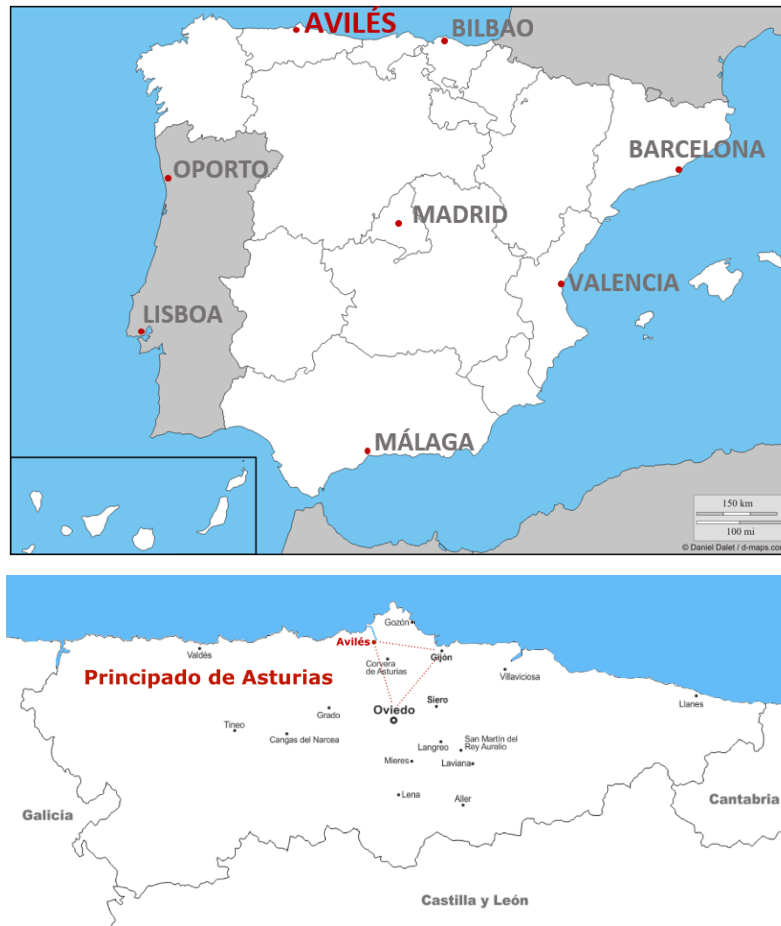 AVILÉS
BILBAO
BARCELONA
OPORTO
MADRID
VALENCIA
LISBOA
MÁLAGA
150 km
100 mi
© Daniel Dalet / d-maps.com
Gozón
Avilés
Valdés
Gijón
Corvera
de Asturias
Villaviciosa
Principado de Asturias
Llanes
Siero
Oviedo
Grado
Tineo
Cangas del Narcea
San Martín del
Rey Aurelio
Langreo
Mieres
Laviana
Lena
Aller
Galicia
Cantabria
Castilla y León